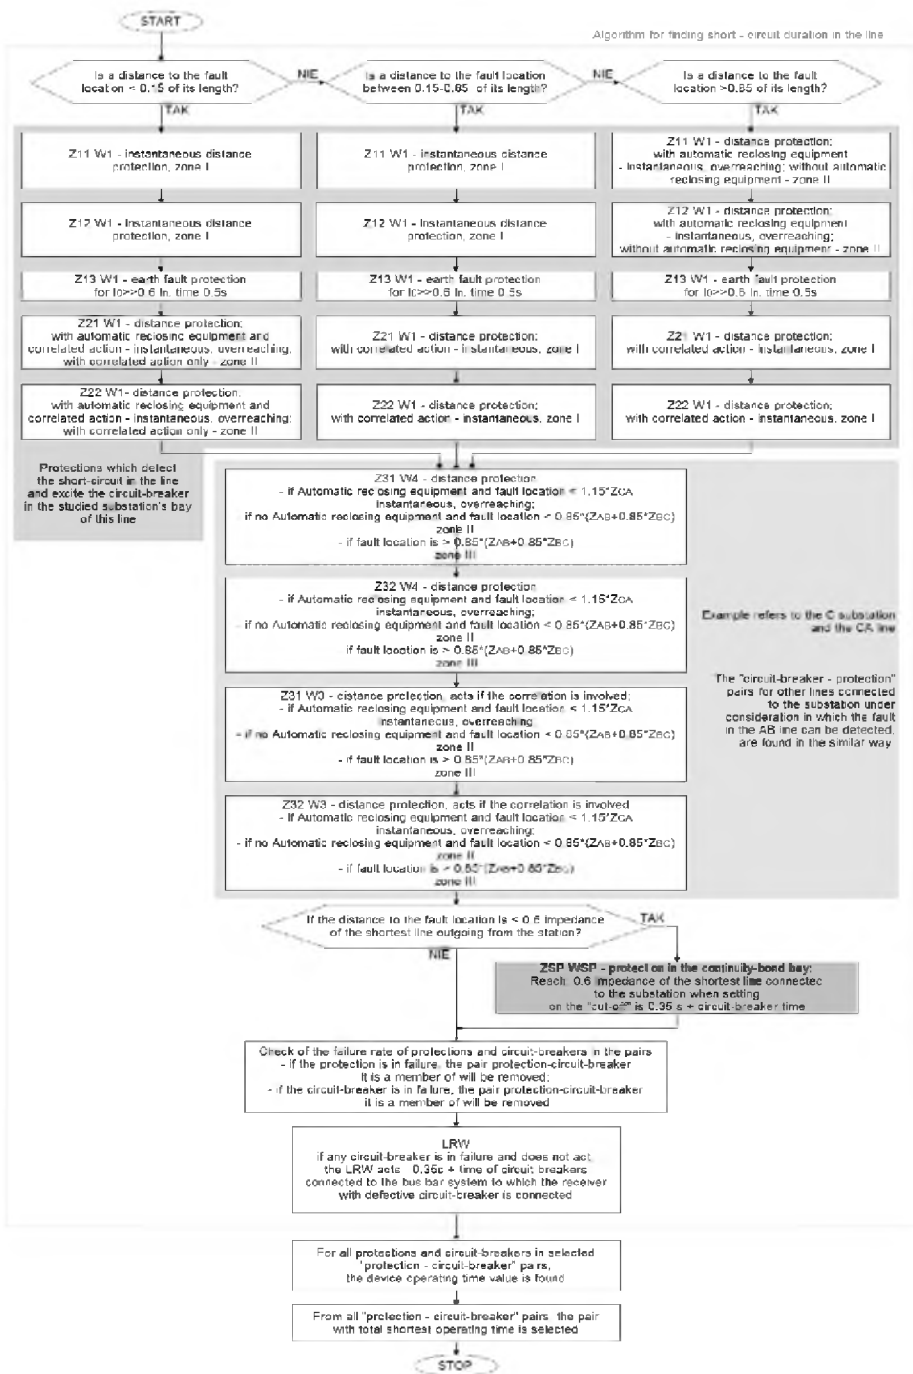 START
Algorithm for finding short - circuit duration in the line
Is a distance to the fault
location < 0.15 of its length?
NIE
Is a distance to the fault location
between 0.15-0.85 of its length?
NIE
Is a distance to the fault
location >0.85 of its length?
TAK
TAK
TAK
Z11 W1 - instantaneous distance
protection, zone I
Z11 W1 - instantaneous distance
protection, zone I
Z11 W1 - distance protection;
with automatic reclosing equipment
- instantaneous, overreaching; without automatic
reclosing equipment - zone II
Z12 W1 - instantaneous distance
protection, zone I
Z12 W1 - instantaneous distance
protection, zone I
Z12 W1 - distance protection;
with automatic reclosing equipment
- instantaneous, overreaching;
without automatic reclosing equipment - zone II
Z13 W1 - earth fault protection
for I0>>0.6 In, time 0.5s
Z13 W1 - earth fault protection
for I0>>0.6 In, time 0.5s
Z13 W1 - earth fault protection
for I0>>0.6 In, time 0.5s
Z21 W1 - distance protection;
with automatic reclosing equipment and
correlated action - instantaneous, overreaching;
with correlated action only - zone II
Z21 W1 - distance protection;
with correlated action - instantaneous, zone I
Z21 W1 - distance protection;
with correlated action - instantaneous, zone I
Z22 W1- distance protection;
with automatic reclosing equipment and
correlated action - instantaneous, overreaching;
with correlated action only - zone II
Z22 W1 - distance protection;
with correlated action - instantaneous, zone I
Z22 W1 - distance protection;
with correlated action - instantaneous, zone I
Protections which detect
the short-circuit in the line
and excite the circuit-breaker
in the studied substation's bay
of this line
Z31 W4 - distance protection
- if Automatic reclosing equipment and fault location < 1.15*ZCA
instantaneous, overreaching;
- if no Automatic reclosing equipment and fault location < 0.85*(ZAB+0.85*ZBC)
zone II
- if fault location is > 0.85*(ZAB+0.85*ZBC)
zone III
Z32 W4 - distance protection
- if Automatic reclosing equipment and fault location < 1.15*ZCA
instantaneous, overreaching;
- if no Automatic reclosing equipment and fault location < 0.85*(ZAB+0.85*ZBC)
zone II
if fault location is > 0.85*(ZAB+0.85*ZBC)
zone III
Example refers to the C substation
and the CA line
The "circuit-breaker - protection"
pairs for other lines connected
to the substation under
consideration in which the fault
in the AB line can be detected,
are found in the similar way.
Z31 W3 - distance protection, acts if the correlation is involved;
- if Automatic reclosing equipment and fault location < 1.15*ZCA
instantaneous, overreaching
- if no Automatic reclosing equipment and fault location < 0.85*(ZAB+0.85*ZBC)
zone II
- if fault location is > 0.85*(ZAB+0.85*ZBC)
zone III
Z32 W3 - distance protection, acts if the correlation is involved
- if Automatic reclosing equipment and fault location < 1.15*ZCA
instantaneous, overreaching;
- if no Automatic reclosing equipment and fault location < 0.85*(ZAB+0.85*ZBC)
zone II
- if fault location is > 0.85*(ZAB+0.85*ZBC)
zone III
If the distance to the fault location is < 0.6 impedance
of the shortest line outgoing from the station?
TAK
NIE
ZSP WSP - protection in the continuity-bond bay;
Reach: 0.6 impedance of the shortest line connected
to the substation when setting
on the "cut-off" is 0.35 s + circuit-breaker time
Check of the failure rate of protections and circuit-breakers in the pairs
- if the protection is in failure, the pair protection-circuit-breaker
it is a member of will be removed;
- if the circuit-breaker is in failure, the pair protection-circuit-breaker
it is a member of will be removed
LRW
if any circuit-breaker is in failure and does not act
the LRW acts 0.35s + time of circuit breakers
connected to the bus bar system to which the receiver
with defective circuit-breaker is connected
For all protections and circuit-breakers in selected
"protection - circuit-breaker" pairs,
the device operating time value is found
From all "protection - circuit-breaker" pairs the pair
with total shortest operating time is selected
STOP